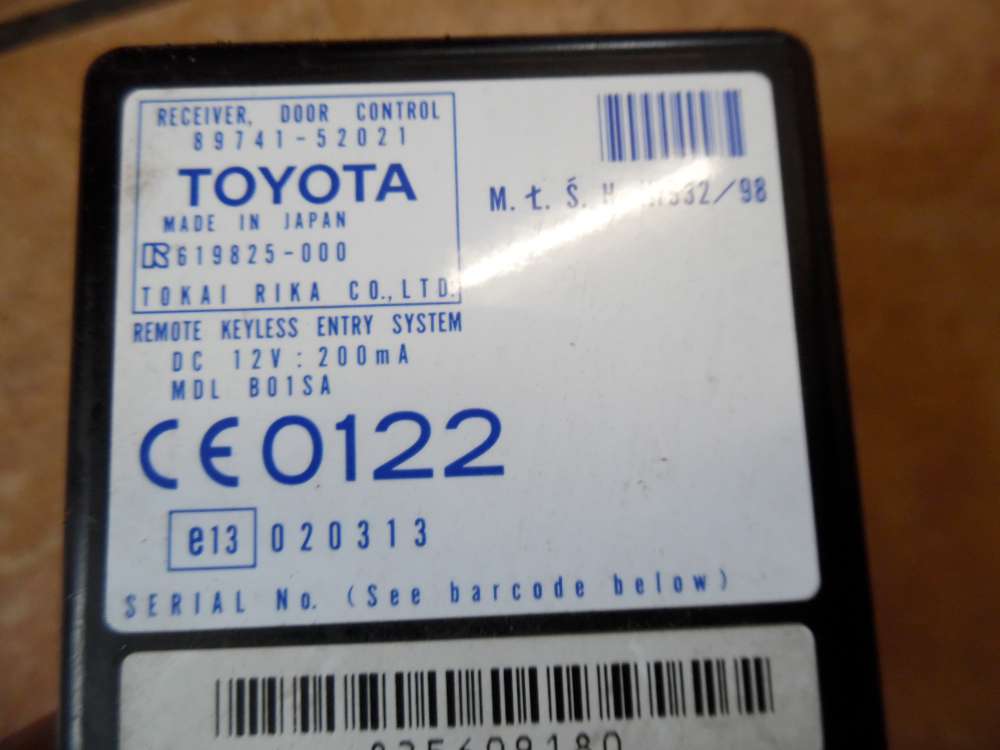 RECEIVER, DOOR CONTROL
89741-52021
TOYOTA
MADE IN JAPAN
619825-000
TOKAI RIKA CO.,LTD.
M. Ł. Ś.
REMOTE KEYLESS ENTRY SYSTEM
DC 12V : 200mA
MDL B01SA
CE0122
e13 020313
SERIAL No. (See barcode below)